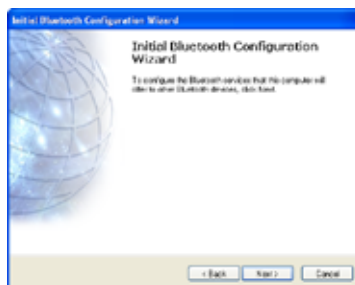 Initial Bluetooth Configuration Wizard
Initial Bluetooth Configuration
Wizard
To configure the Bluetooth services that this computer will
offer to other Bluetooth devices, click Next.
< Back
Next >
Cancel